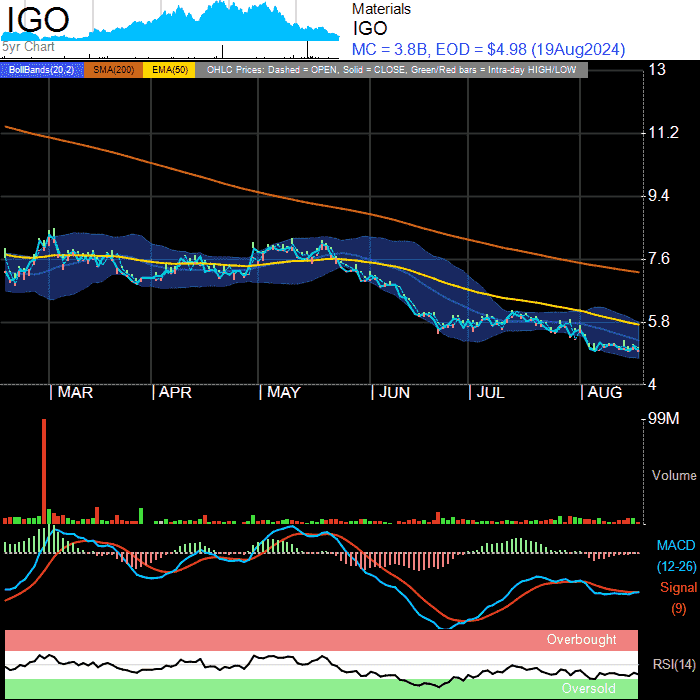 IGO
5yr Chart
Materials
IGO
MC = 3.8B, EOD = $4.98 (19Aug2024)
BollBands(20,2) SMA(200) EMA(50) OHLC Prices: Dashed = OPEN, Solid = CLOSE, Green/Red bars = Intra-day HIGH/LOW
13
11.2
9.4
7.6
5.8
4
MAR APR MAY JUN JUL AUG
99M
Volume
MACD
(12-26)
Signal
(9)
Overbought
RSI(14)
Oversold